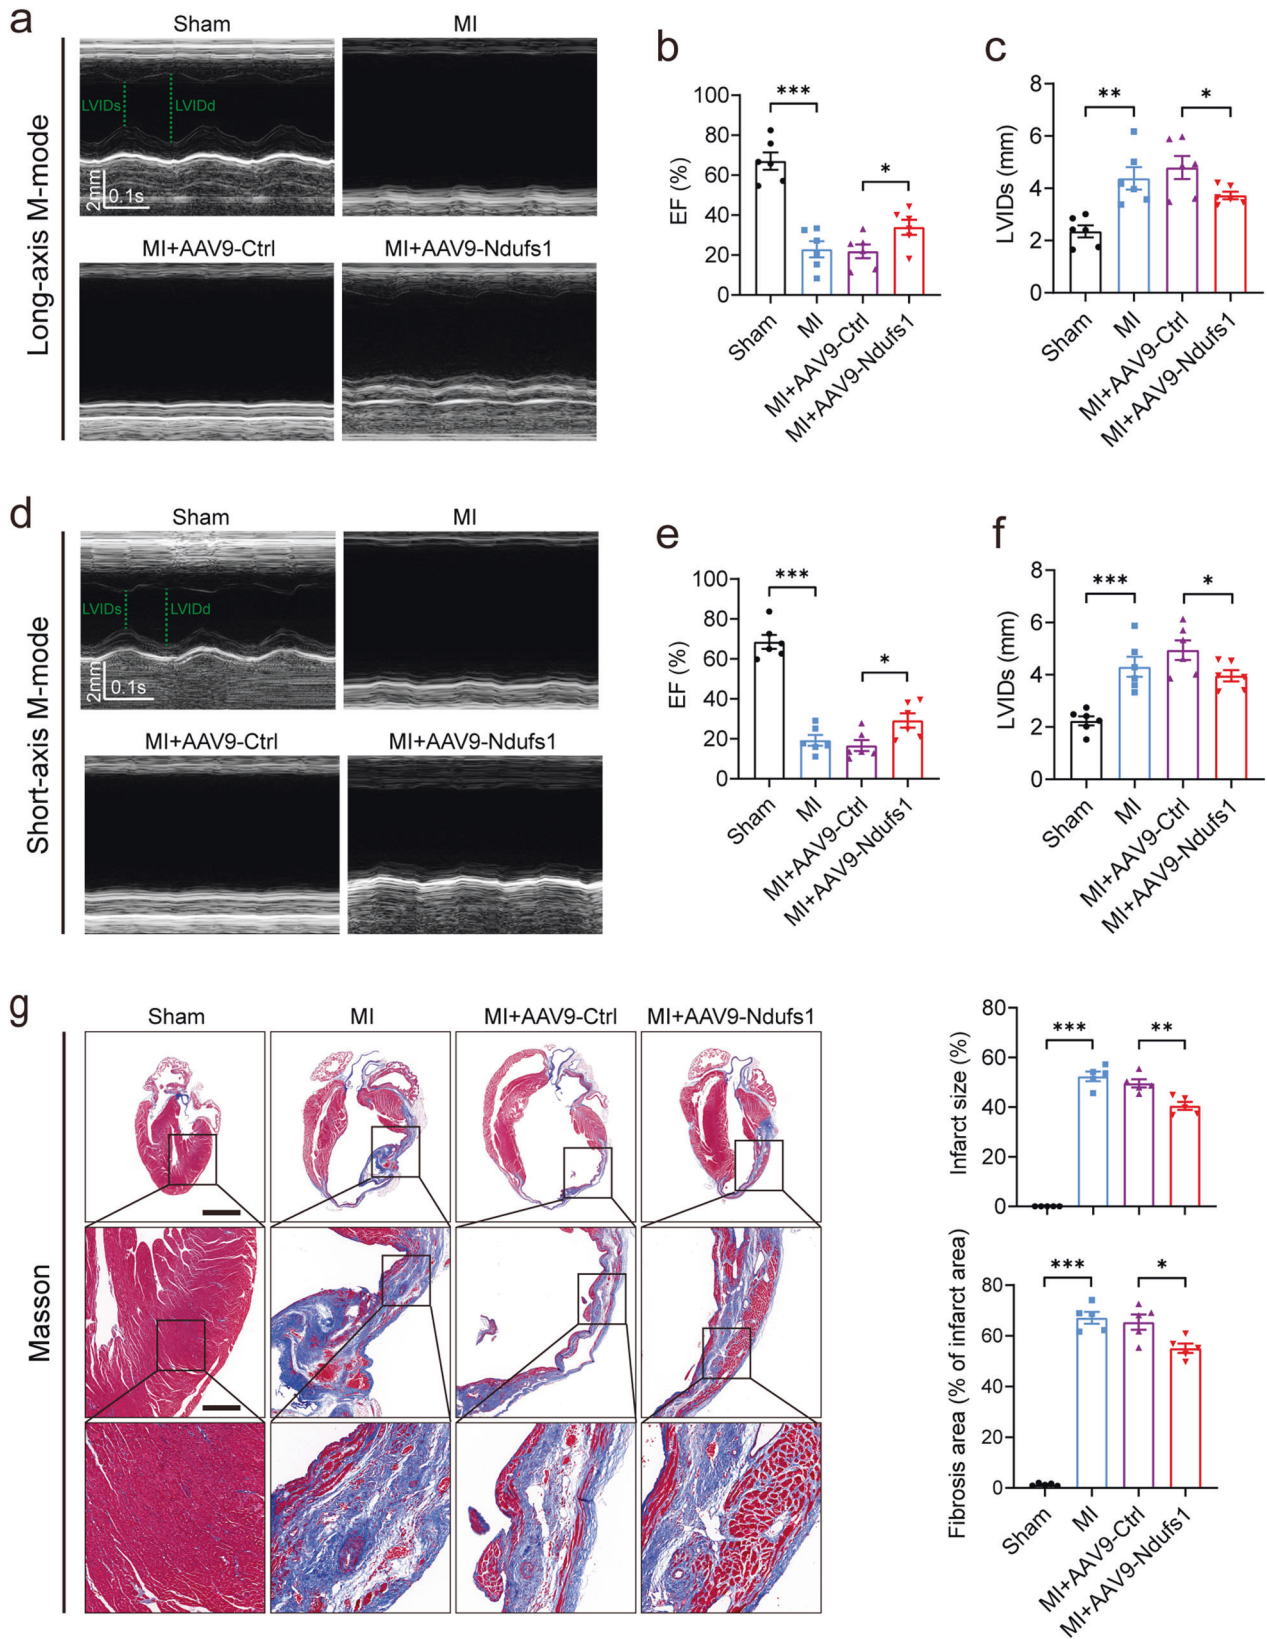 a
Sham
MI
Long-axis M-mode
LVIDs
LVIDd
2mm
0.1s
MI+AAV9-Ctrl
MI+AAV9-Ndufs1
b
EF (%)
100
80
60
40
20
0
***
*
Sham
MI
MI+AAV9-Ctrl
MI+AAV9-Ndufs1
c
LVIDs (mm)
8
6
4
2
0
**
*
Sham
MI
MI+AAV9-Ctrl
MI+AAV9-Ndufs1
d
Sham
MI
Short-axis M-mode
LVIDs
LVIDd
2mm
0.1s
MI+AAV9-Ctrl
MI+AAV9-Ndufs1
e
EF (%)
100
80
60
40
20
0
***
*
Sham
MI
MI+AAV9-Ctrl
MI+AAV9-Ndufs1
f
LVIDs (mm)
8
6
4
2
0
***
*
Sham
MI
MI+AAV9-Ctrl
MI+AAV9-Ndufs1
g
Sham
MI
MI+AAV9-Ctrl
MI+AAV9-Ndufs1
Masson
Infarct size (%)
80
60
40
20
0
***
**
Fibrosis area (% of infarct area)
80
60
40
20
0
***
*
Sham
MI
MI+AAV9-Ctrl
MI+AAV9-Ndufs1